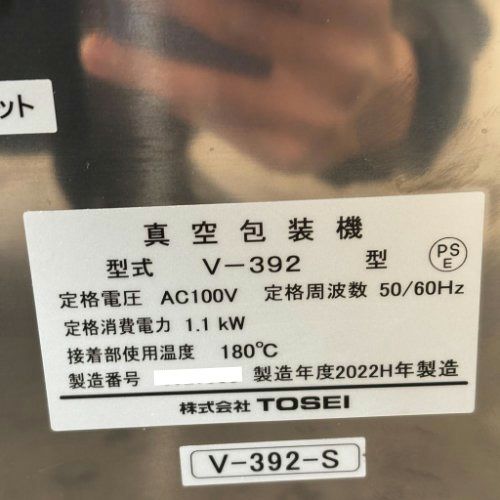 ット
真空包装機
型式 V-392 型
PS
E
定格電圧 AC100V 定格周波数 50/60Hz
定格消費電力 1.1 kW
接着部使用温度 180℃
製造番号 製造年度2022H年製造
株式会社 TOSEI
V-392-S